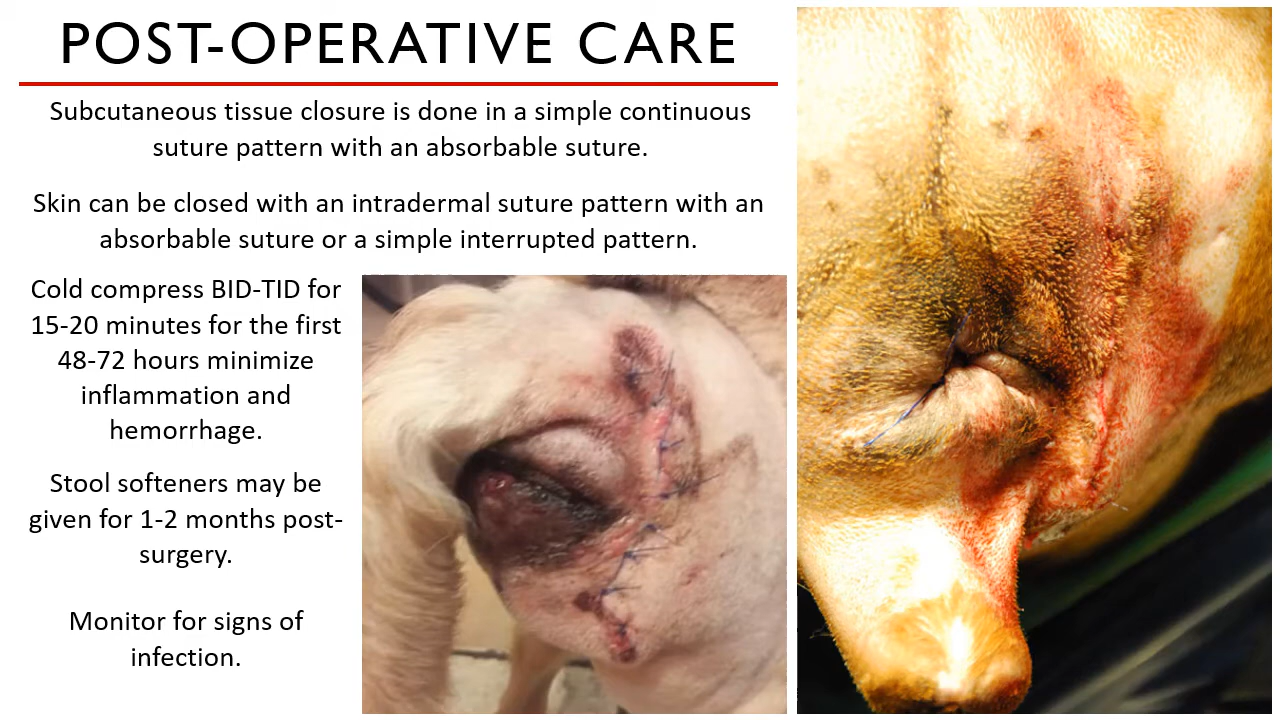 POST-OPERATIVE CARE
Subcutaneous tissue closure is done in a simple continuous
suture pattern with an absorbable suture.
Skin can be closed with an intradermal suture pattern with an
absorbable suture or a simple interrupted pattern.
Cold compress BID-TID for
15-20 minutes for the first
48-72 hours minimize
inflammation and
hemorrhage.
Stool softeners may be
given for 1-2 months post-
surgery.
Monitor for signs of
infection.